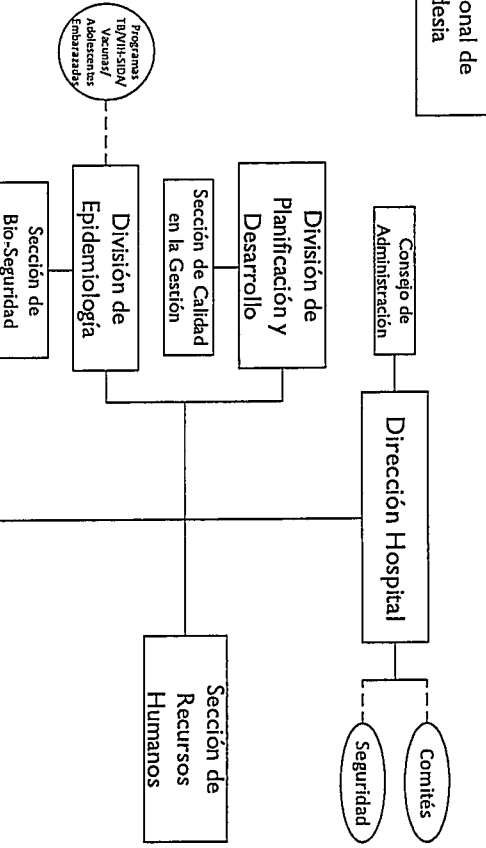 onal de
desia
Consejo de
Administración
Dirección Hospital
Comités
Seguridad
División de
Planificación y
Desarrollo
Sección de Calidad
en la Gestión
División de
Epidemiología
Sección de
Bio-Seguridad
Programas
TB/VIH-SIDA/
Vacunas/
Adolescentes
Embarazadas
Sección de
Recursos
Humanos